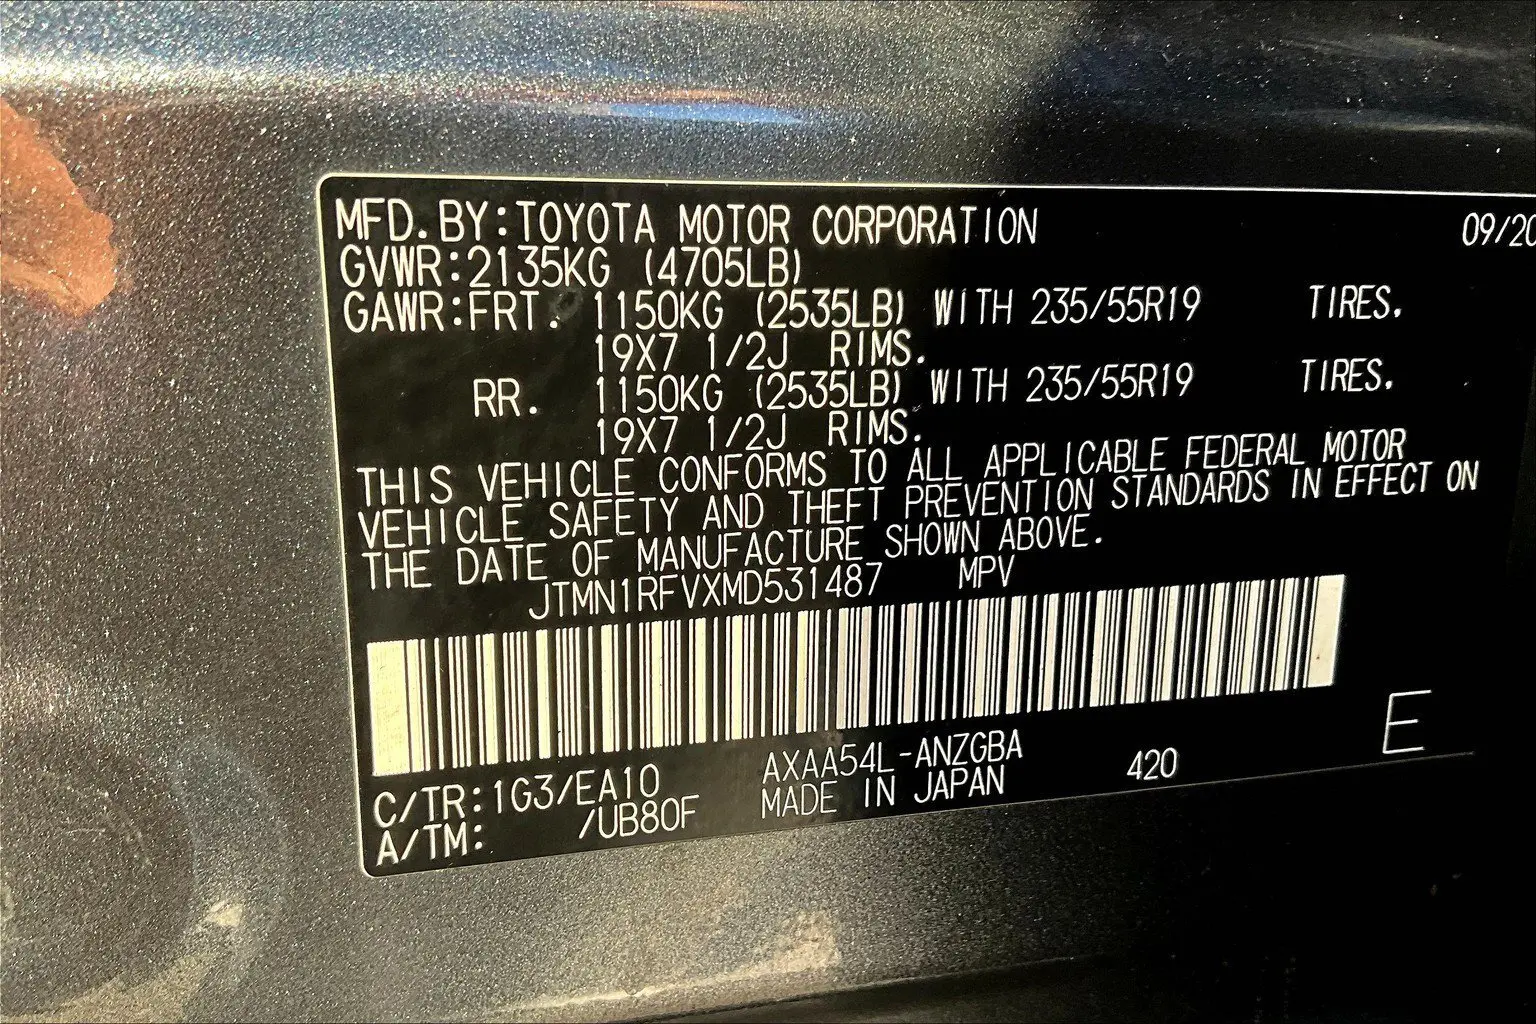 MFD.BY:TOYOTA MOTOR CORPORATION 09/20
GVWR:2135KG (4705LB)
GAWR:FRT. 1150KG (2535LB) WITH 235/55R19 TIRES.
19X7 1/2J RIMS.
RR. 1150KG (2535LB) WITH 235/55R19 TIRES.
19X7 1/2J RIMS.
THIS VEHICLE CONFORMS TO ALL APPLICABLE FEDERAL MOTOR
VEHICLE SAFETY AND THEFT PREVENTION STANDARDS IN EFFECT ON
THE DATE OF MANUFACTURE SHOWN ABOVE.
JTMN1RFVXMD531487 MPV
E
C/TR:1G3/EA10 AXAA54L-ANZGBA 420
A/TM: /UB80F MADE IN JAPAN